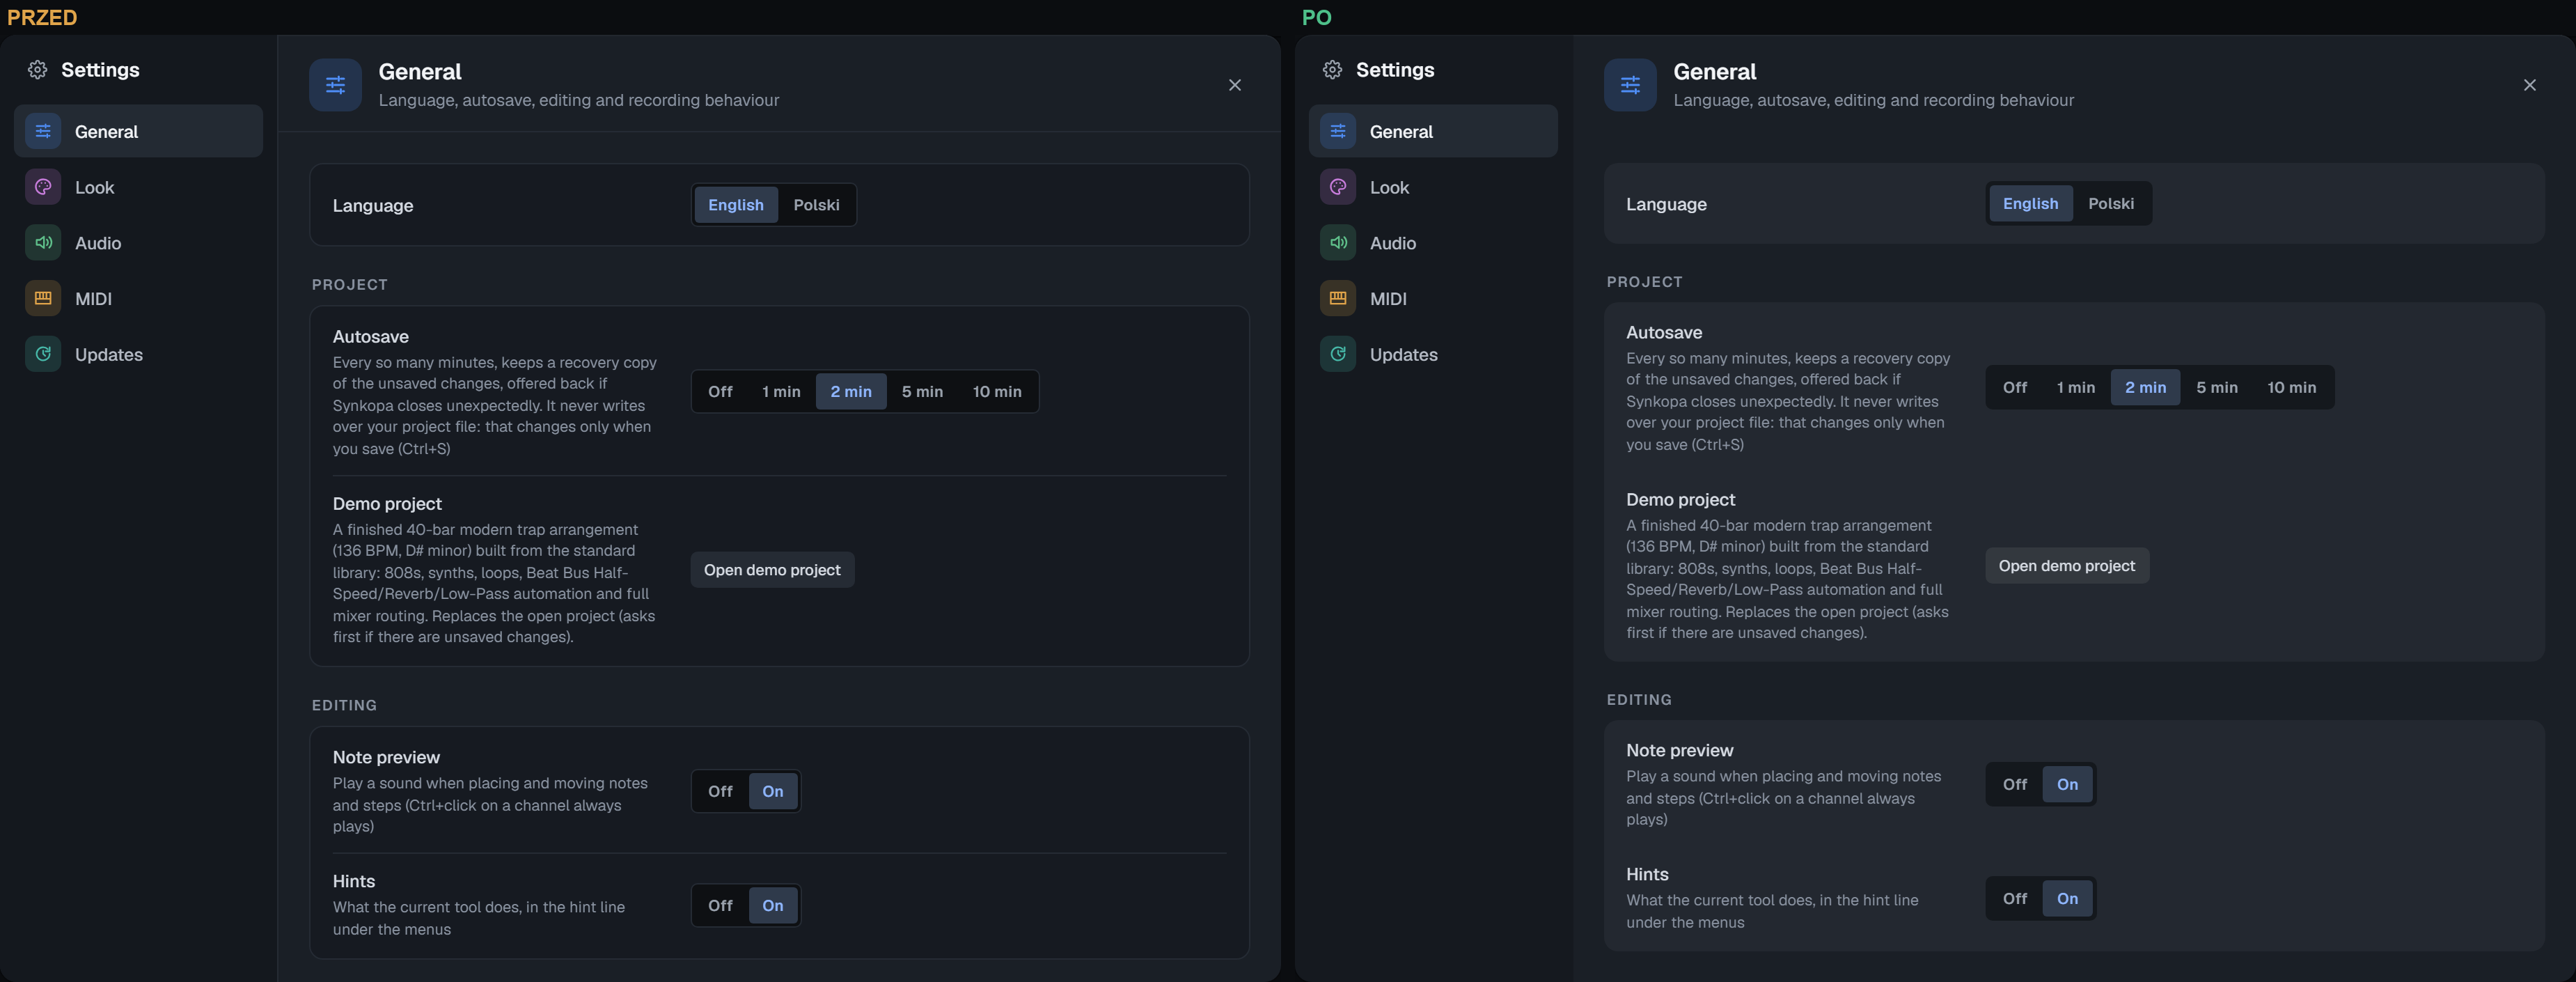 PRZED
Settings
General
Look
Audio
MIDI
Updates
General
Language, autosave, editing and recording behaviour
Language
English Polski
PROJECT
Autosave
Every so many minutes, keeps a recovery copy
of the unsaved changes, offered back if
Synkopa closes unexpectedly. It never writes
over your project file: that changes only when
you save (Ctrl+S)
Off 1 min 2 min 5 min 10 min
Demo project
A finished 40-bar modern trap arrangement
(136 BPM, D# minor) built from the standard
library: 808s, synths, loops, Beat Bus Half-
Speed/Reverb/Low-Pass automation and full
mixer routing. Replaces the open project (asks
first if there are unsaved changes).
Open demo project
EDITING
Note preview
Play a sound when placing and moving notes
and steps (Ctrl+click on a channel always
plays)
Off On
Hints
What the current tool does, in the hint line
under the menus
Off On
PO
Settings
General
Look
Audio
MIDI
Updates
General
Language, autosave, editing and recording behaviour
Language
English Polski
PROJECT
Autosave
Every so many minutes, keeps a recovery copy
of the unsaved changes, offered back if
Synkopa closes unexpectedly. It never writes
over your project file: that changes only when
you save (Ctrl+S)
Off 1 min 2 min 5 min 10 min
Demo project
A finished 40-bar modern trap arrangement
(136 BPM, D# minor) built from the standard
library: 808s, synths, loops, Beat Bus Half-
Speed/Reverb/Low-Pass automation and full
mixer routing. Replaces the open project (asks
first if there are unsaved changes).
Open demo project
EDITING
Note preview
Play a sound when placing and moving notes
and steps (Ctrl+click on a channel always
plays)
Off On
Hints
What the current tool does, in the hint line
under the menus
Off On